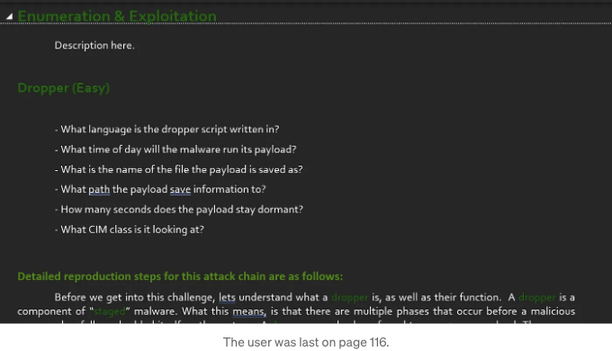 Enumeration & Exploitation
Description here.
Dropper (Easy)
- What language is the dropper script written in?
- What time of day will the malware run its payload?
- What is the name of the file the payload is saved as?
- What path the payload save information to?
- How many seconds does the payload stay dormant?
- What CIM class is it looking at?
Detailed reproduction steps for this attack chain are as follows:
Before we get into this challenge, lets understand what a dropper is, as well as their function. A dropper is a
component of "staged" malware. What this means, is that there are multiple phases that occur before a malicious
The user was last on page 116.